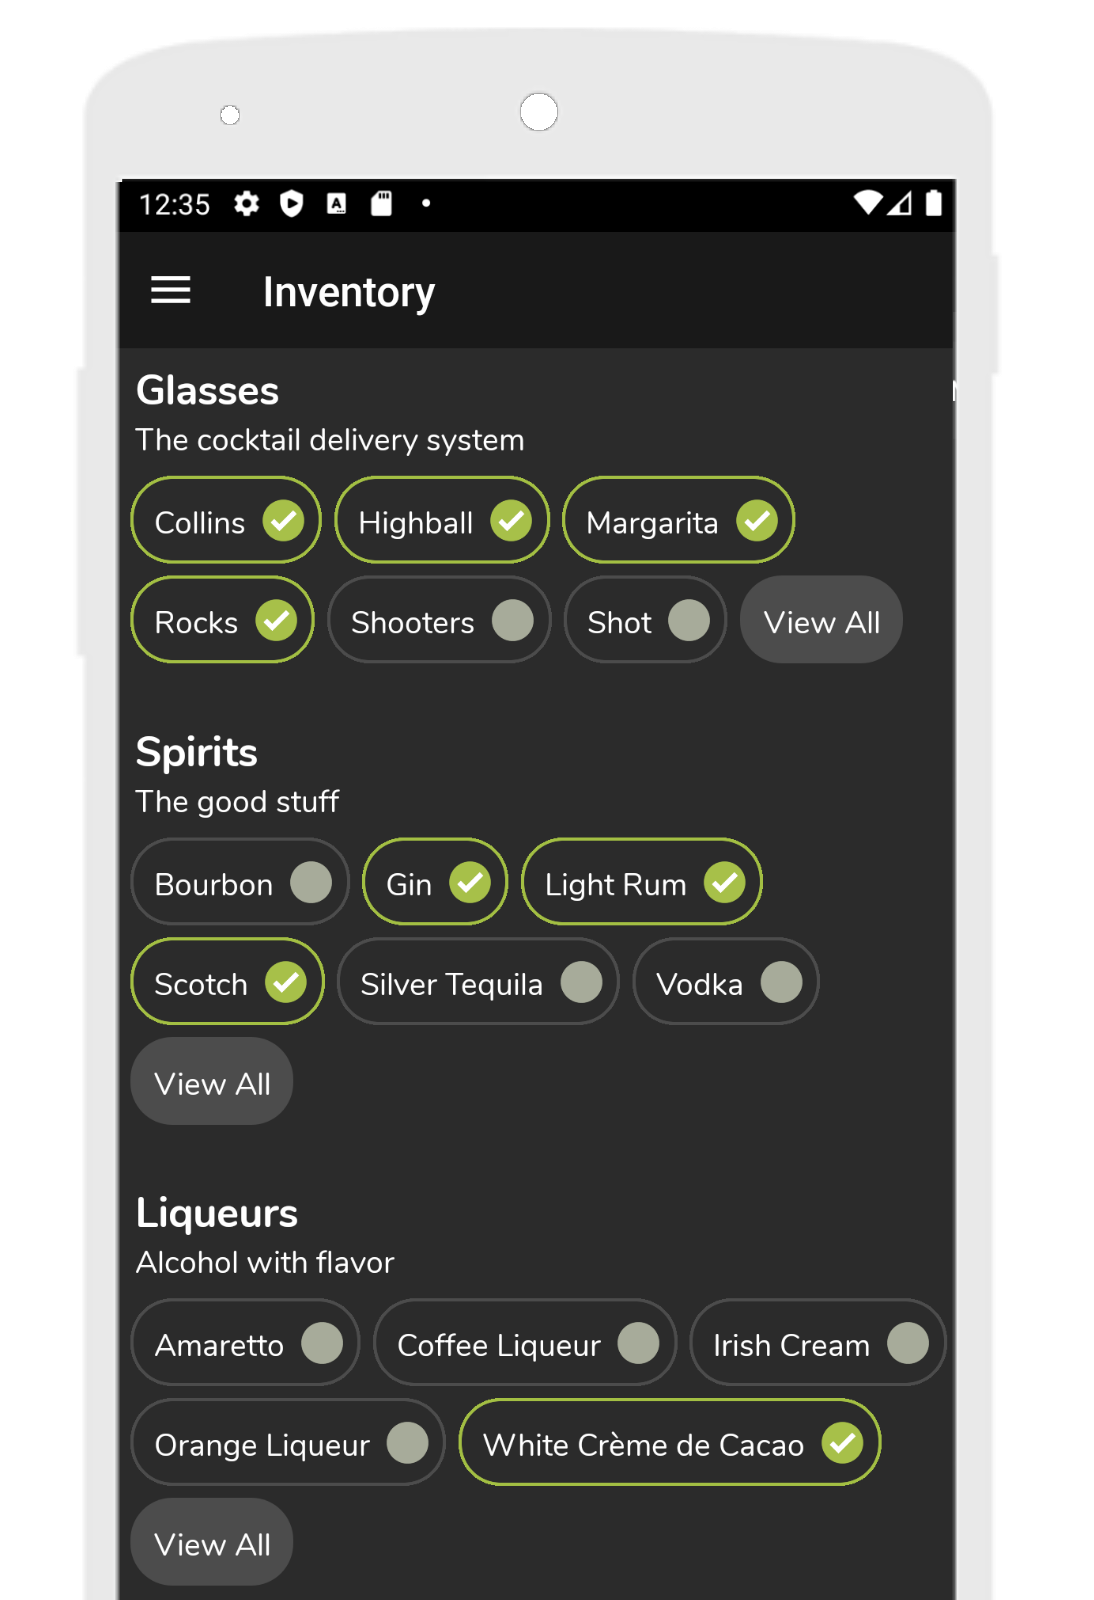 12:35
Inventory
Glasses
The cocktail delivery system
Collins Highball Margarita
Rocks Shooters Shot View All
Spirits
The good stuff
Bourbon Gin Light Rum
Scotch Silver Tequila Vodka
View All
Liqueurs
Alcohol with flavor
Amaretto Coffee Liqueur Irish Cream
Orange Liqueur White Crème de Cacao
View All